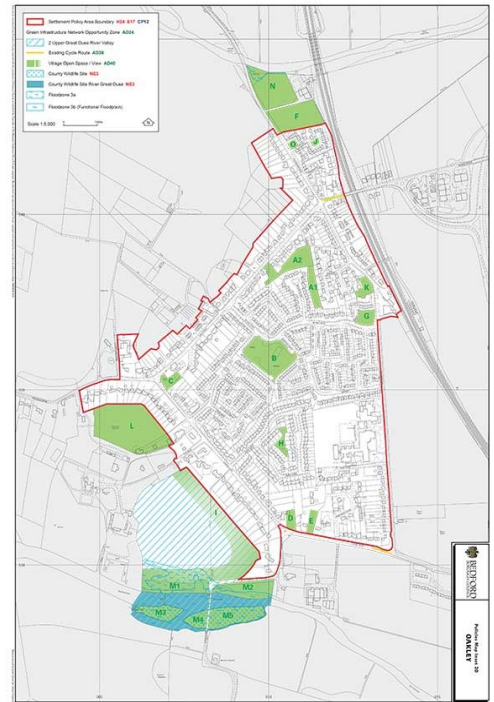 Settlement Policy Area Boundary H24 S17 CP12
Green Infrastructure Network Opportunity Zone AD24
2 Upper Great Ouse River Valley
Existing Cycle Route AD36
Village Open Space / View AD40
County Wildlife Site NE3
County Wildlife Site River Great Ouse NE3
Floodzone 3a
Floodzone 3b (Functional Floodplain)
Scale 1:5,000
N
F
O
J
A2
A1
K
G
B
C
L
H
I
D
E
M1
M2
M3
M4
M5
BEDFORD
Policies Map Inset 20
OAKLEY